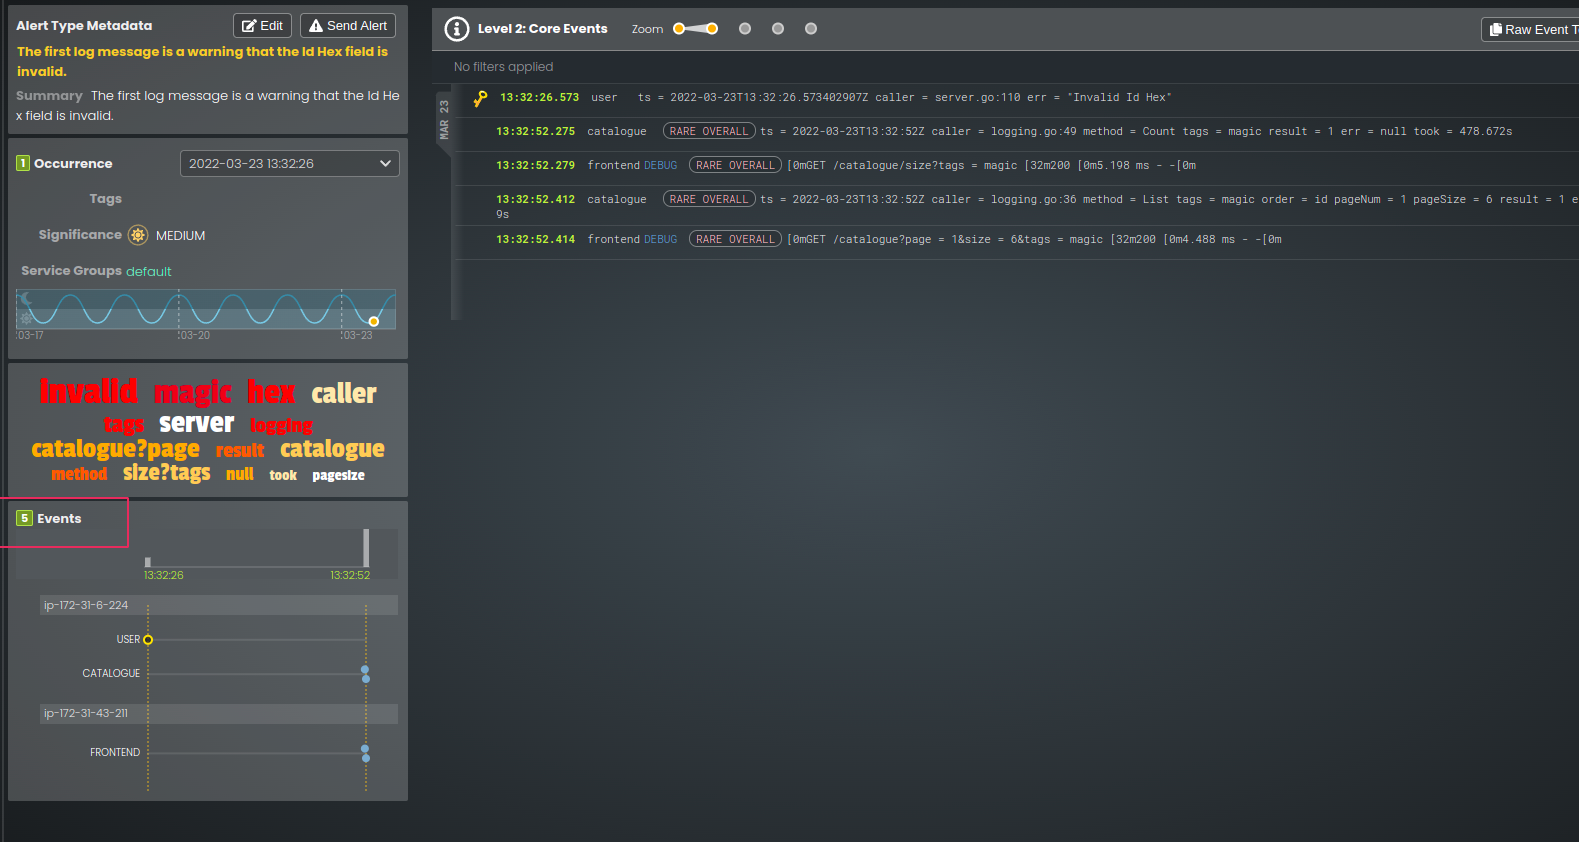 Alert Type Metadata
Edit
Send Alert
The first log message is a warning that the Id Hex field is
invalid.
Summary The first log message is a warning that the Id He
x field is invalid.
1 Occurrence
2022-03-23 13:32:26
Tags
Significance MEDIUM
Service Groups default
03-17 03-20 03-23
invalid magic hex caller
tags server logging
catalogue?page result catalogue
method size?tags null took pagesize
5 Events
13:32:26 13:32:52
ip-172-31-6-224
USER
CATALOGUE
ip-172-31-43-211
FRONTEND
Level 2: Core Events Zoom
Raw Event T
No filters applied
MAR 23
13:32:26.573 user ts = 2022-03-23T13:32:26.573402907Z caller = server.go:110 err = "Invalid Id Hex"
13:32:52.275 catalogue RARE OVERALL ts = 2022-03-23T13:32:52Z caller = logging.go:49 method = Count tags = magic result = 1 err = null took = 478.672s
13:32:52.279 frontend DEBUG RARE OVERALL [0mGET /catalogue/size?tags = magic [32m200 [0m5.198 ms - -[0m
13:32:52.412 catalogue RARE OVERALL ts = 2022-03-23T13:32:52Z caller = logging.go:36 method = List tags = magic order = id pageNum = 1 pageSize = 6 result = 1 e
9s
13:32:52.414 frontend DEBUG RARE OVERALL [0mGET /catalogue?page = 1&size = 6&tags = magic [32m200 [0m4.488 ms - -[0m